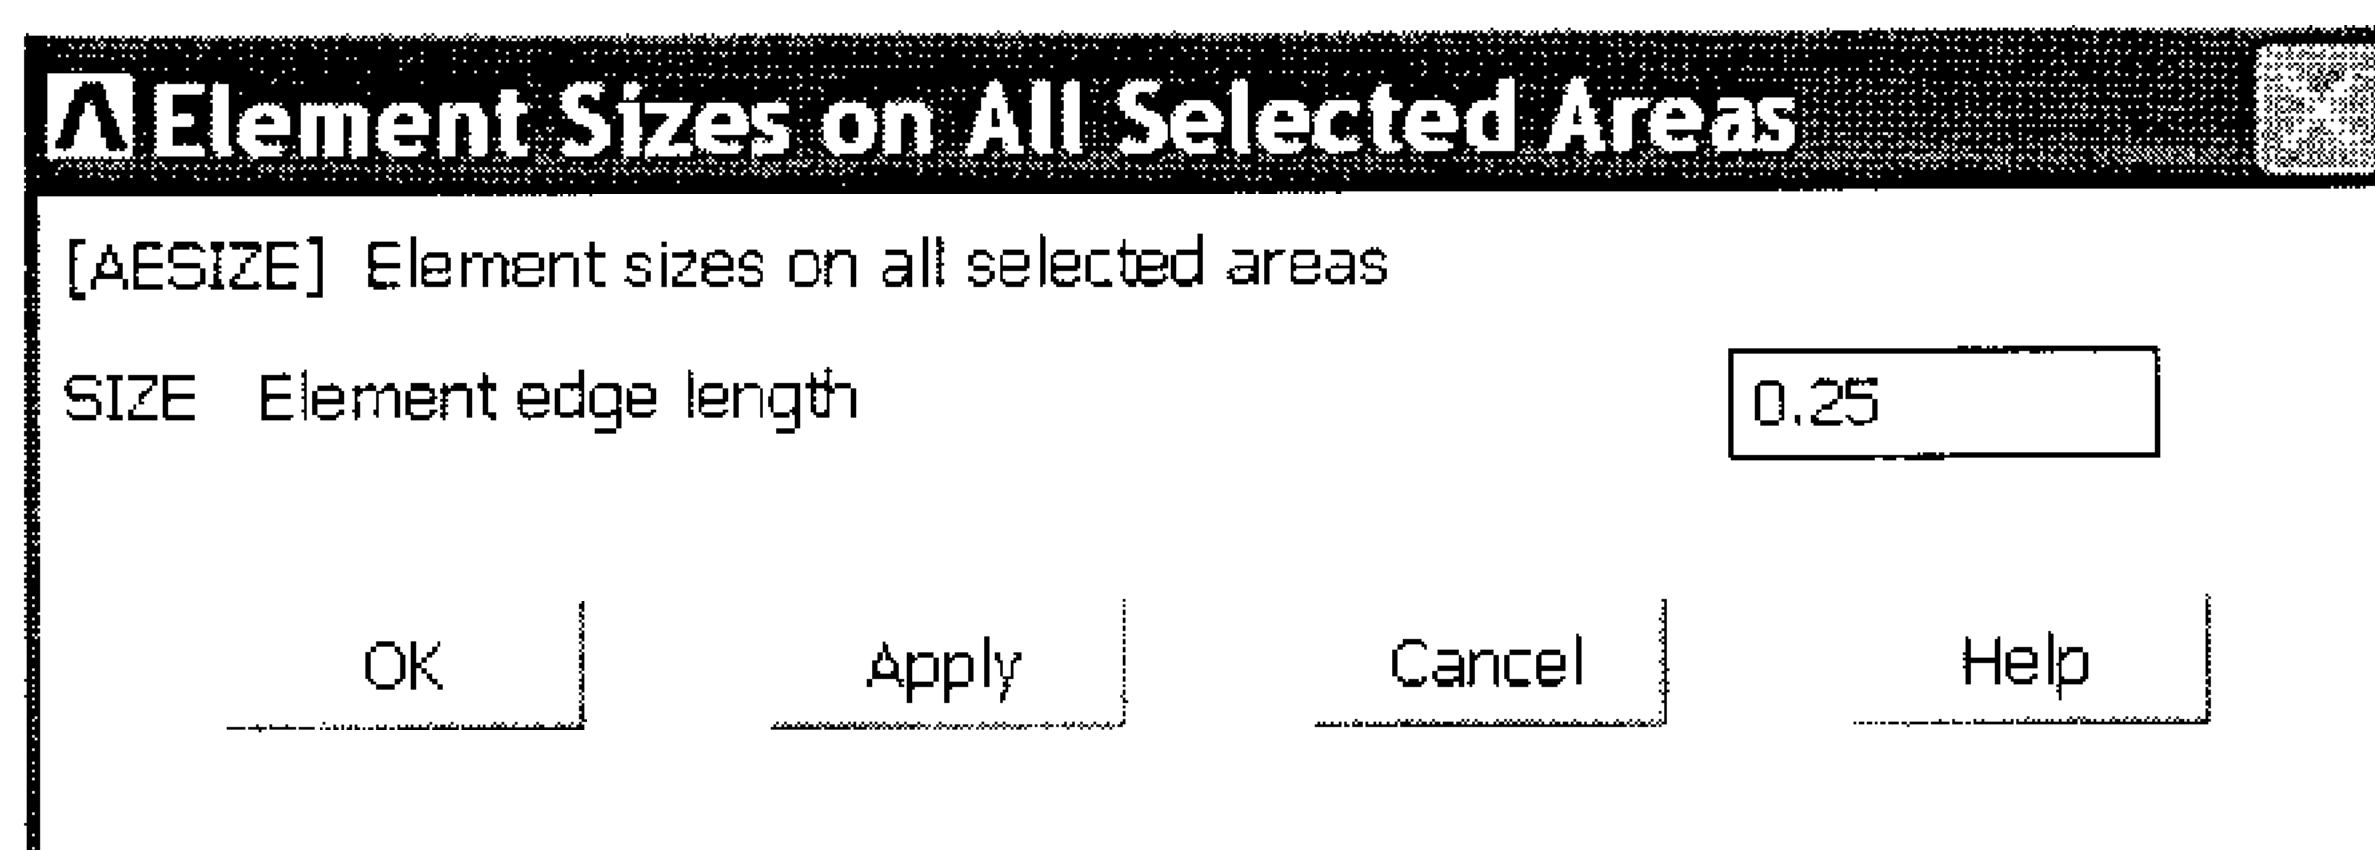 Element Sizes on All Selected Areas
[AESIZE] Element sizes on all selected areas
SIZE Element edge length 0.25
OK Apply Cancel Help